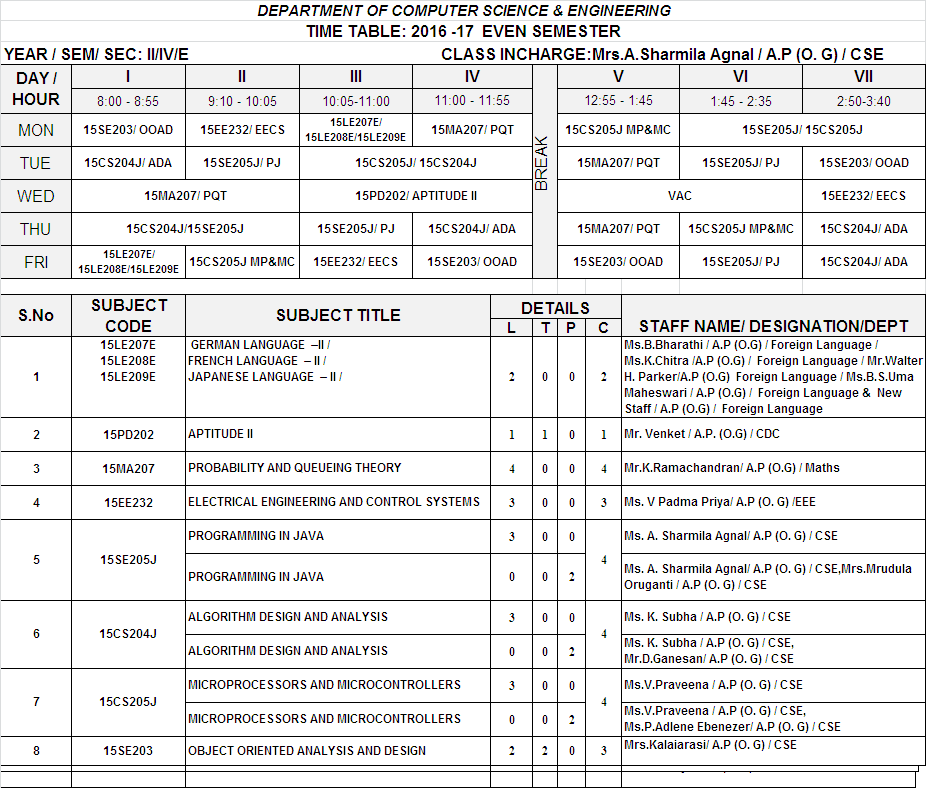 DEPARTMENT OF COMPUTER SCIENCE & ENGINEERING
TIME TABLE: 2016 -17 EVEN SEMESTER
YEAR / SEM/ SEC: II/IV/E CLASS INCHARGE:Mrs.A.Sharmila Agnal / A.P (O. G) / CSE
DAY / HOUR I II III IV BREAK V VI VII
8:00 - 8:55 9:10 - 10:05 10:05-11:00 11:00 - 11:55 12:55 - 1:45 1:45 - 2:35 2:50-3:40
MON 15SE203/ OOAD 15EE232/ EECS 15LE207E/ 15LE208E/15LE209E 15MA207/ PQT 15CS205J MP&MC 15SE205J/ 15CS205J
TUE 15CS204J/ ADA 15SE205J/ PJ 15CS205J/ 15CS204J 15MA207/ PQT 15SE205J/ PJ 15SE203/ OOAD
WED 15MA207/ PQT 15PD202/ APTITUDE II VAC 15EE232/ EECS
THU 15CS204J/15SE205J 15SE205J/ PJ 15CS204J/ ADA 15MA207/ PQT 15CS205J MP&MC 15CS204J/ ADA
FRI 15LE207E/ 15LE208E/15LE209E 15CS205J MP&MC 15EE232/ EECS 15SE203/ OOAD 15SE203/ OOAD 15SE205J/ PJ 15CS204J/ ADA
S.No SUBJECT CODE SUBJECT TITLE DETAILS STAFF NAME/ DESIGNATION/DEPT
L T P C
1 15LE207E 15LE208E 15LE209E GERMAN LANGUAGE –II / FRENCH LANGUAGE – II / JAPANESE LANGUAGE – II / 2 0 0 2 Ms.B.Bharathi / A.P (O.G) / Foreign Language /
Ms.K.Chitra /A.P (O.G) / Foreign Language / Mr.Walter
H. Parker/A.P (O.G) Foreign Language / Ms.B.S.Uma
Maheswari / A.P (O.G) / Foreign Language & New
Staff / A.P (O.G) / Foreign Language
2 15PD202 APTITUDE II 1 1 0 1 Mr. Venket / A.P. (O.G) / CDC
3 15MA207 PROBABILITY AND QUEUEING THEORY 4 0 0 4 Mr.K.Ramachandran/ A.P (O.G) / Maths
4 15EE232 ELECTRICAL ENGINEERING AND CONTROL SYSTEMS 3 0 0 3 Ms. V Padma Priya/ A.P (O. G) /EEE
5 15SE205J PROGRAMMING IN JAVA 3 0 0 4 Ms. A. Sharmila Agnal/ A.P (O. G) / CSE
PROGRAMMING IN JAVA 0 0 2 Ms. A. Sharmila Agnal/ A.P (O. G) / CSE,Mrs.Mrudula
Oruganti / A.P (O. G) / CSE
6 15CS204J ALGORITHM DESIGN AND ANALYSIS 3 0 0 4 Ms. K. Subha / A.P (O. G) / CSE
ALGORITHM DESIGN AND ANALYSIS 0 0 2 Ms. K. Subha / A.P (O. G) / CSE,
Mr.D.Ganesan/ A.P (O. G) / CSE
7 15CS205J MICROPROCESSORS AND MICROCONTROLLERS 3 0 0 4 Ms.V.Praveena / A.P (O. G) / CSE
MICROPROCESSORS AND MICROCONTROLLERS 0 0 2 Ms.V.Praveena / A.P (O. G) / CSE,
Ms.P.Adlene Ebenezer/ A.P (O. G) / CSE
8 15SE203 OBJECT ORIENTED ANALYSIS AND DESIGN 2 2 0 3 Mrs.Kalaiarasi/ A.P (O. G) / CSE